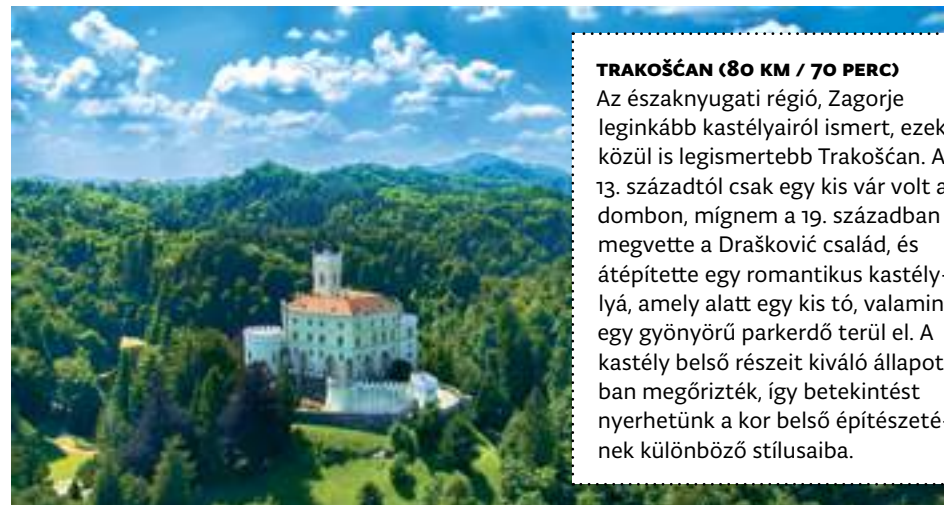 TRAKOŠĆAN (80 KM / 70 PERC)
Az északnyugati régió, Zagorje
leginkább kastélyairól ismert, ezek
közül is legismertebb Trakošćan. A
13. századtól csak egy kis vár volt a
dombon, mígnem a 19. században
megvette a Drašković család, és
átépítette egy romantikus kastély-
lyá, amely alatt egy kis tó, valamin
egy gyönyörű parkerdő terül el. A
kastély belső részeit kiváló állapot
ban megőrizték, így betekintést
nyerhetünk a kor belső építészeté-
nek különböző stílusaiba.